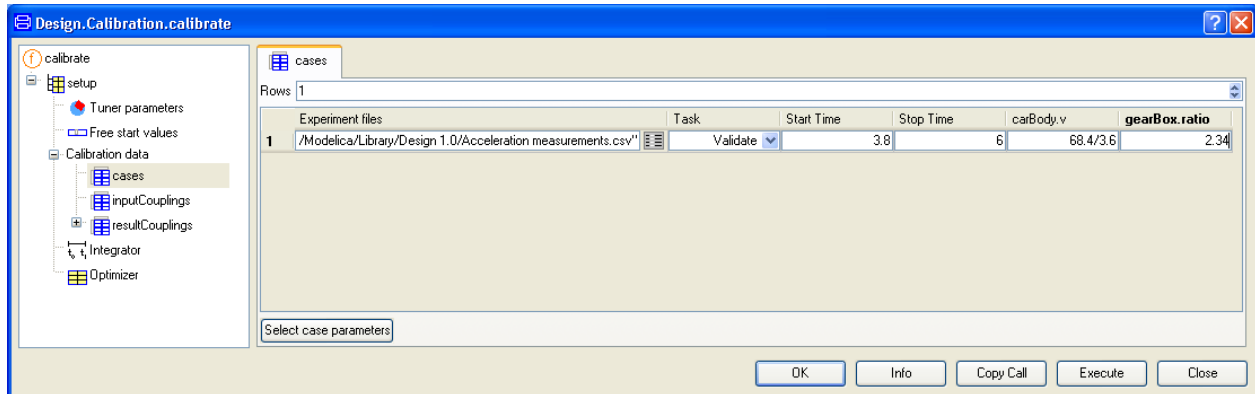 Design.Calibration.calibrate
calibrate
setup
Tuner parameters
Free start values
Calibration data
cases
inputCouplings
resultCouplings
Integrator
Optimizer
cases
Rows 1
Experiment files Task Start Time Stop Time carBody.v gearBox.ratio
1 /Modelica/Library/Design 1.0/Acceleration measurements.csv" Validate 3.8 6 68.4/3.6 2.34
Select case parameters
OK Info Copy Call Execute Close